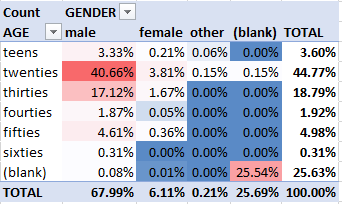 Count GENDER
AGE male female other (blank) TOTAL
teens 3.33% 0.21% 0.06% 0.00% 3.60%
twenties 40.66% 3.81% 0.15% 0.15% 44.77%
thirties 17.12% 1.67% 0.00% 0.00% 18.79%
fourties 1.87% 0.05% 0.00% 0.00% 1.92%
fifties 4.61% 0.36% 0.00% 0.00% 4.98%
sixties 0.31% 0.00% 0.00% 0.00% 0.31%
(blank) 0.08% 0.01% 0.00% 25.54% 25.63%
TOTAL 67.99% 6.11% 0.21% 25.69% 100.00%